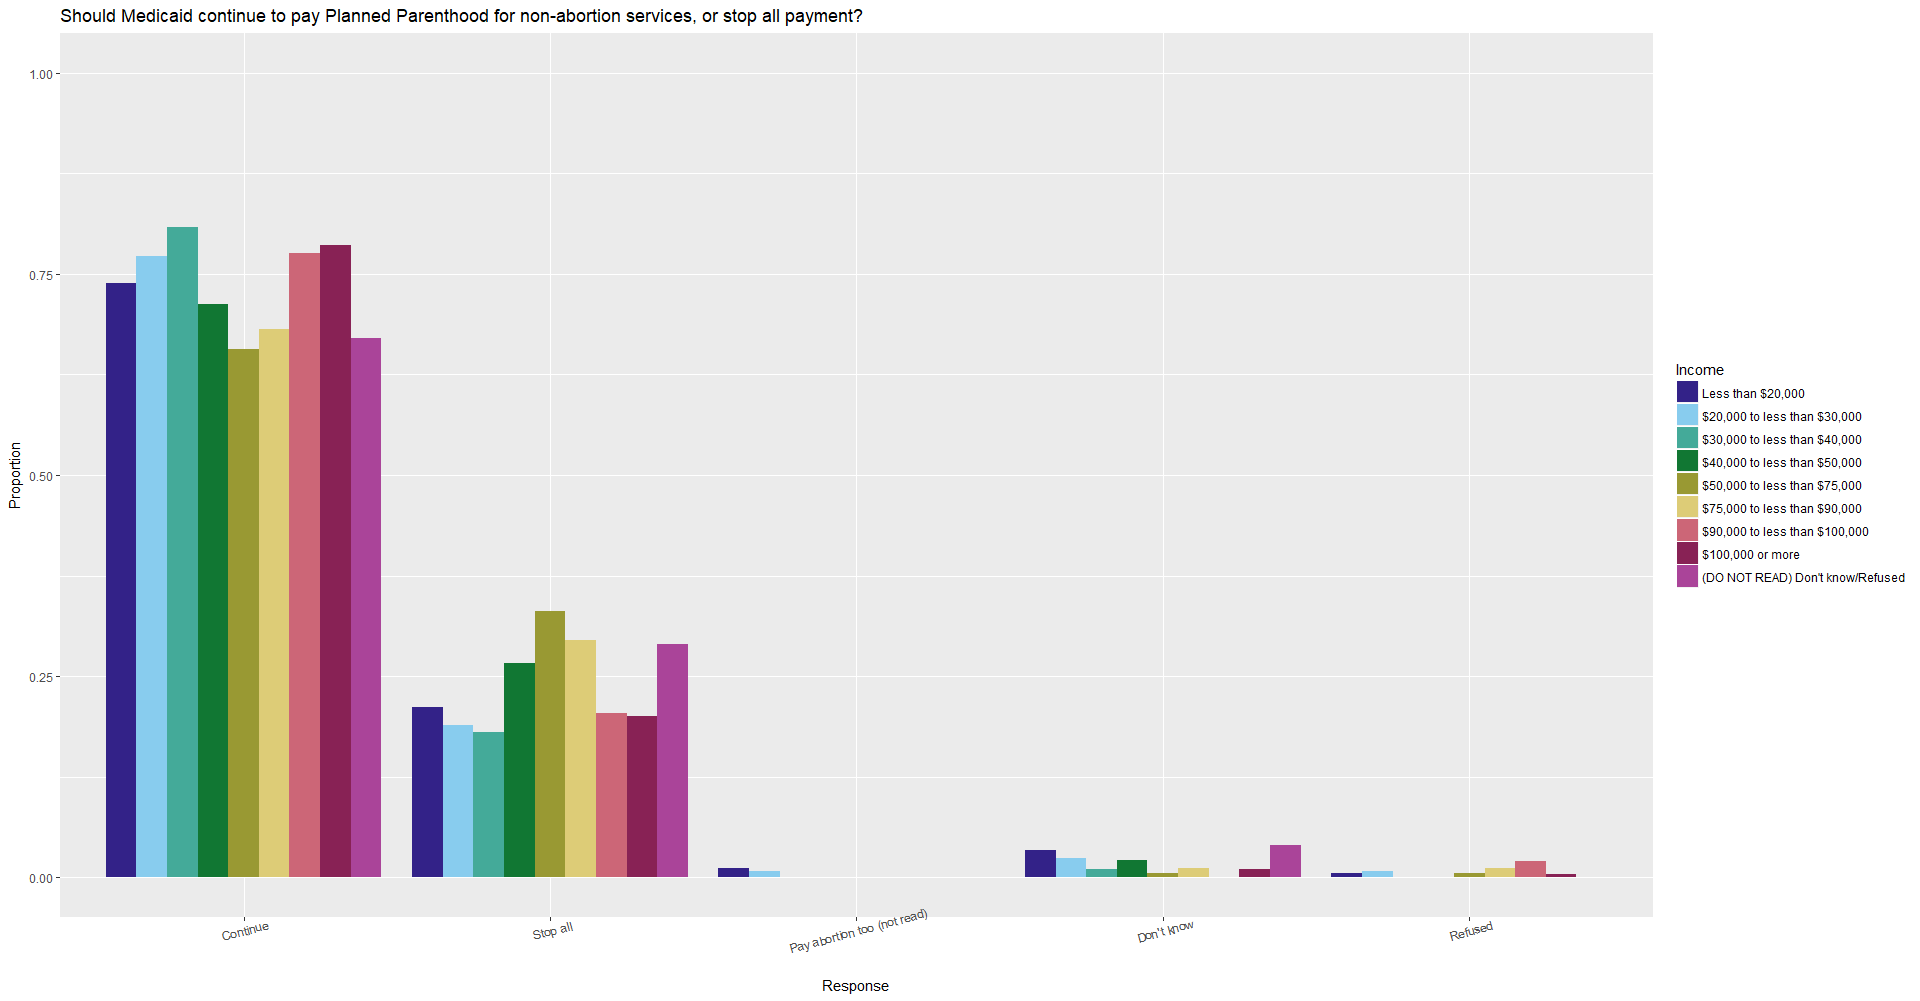 Should Medicaid continue to pay Planned Parenthood for non-abortion services, or stop all payment?
1.00
0.75
0.50
0.25
0.00
Proportion
Continue
Stop all
Pay abortion too (not read)
Don't know
Refused
Response
Income
Less than $20,000
$20,000 to less than $30,000
$30,000 to less than $40,000
$40,000 to less than $50,000
$50,000 to less than $75,000
$75,000 to less than $90,000
$90,000 to less than $100,000
$100,000 or more
(DO NOT READ) Don't know/Refused